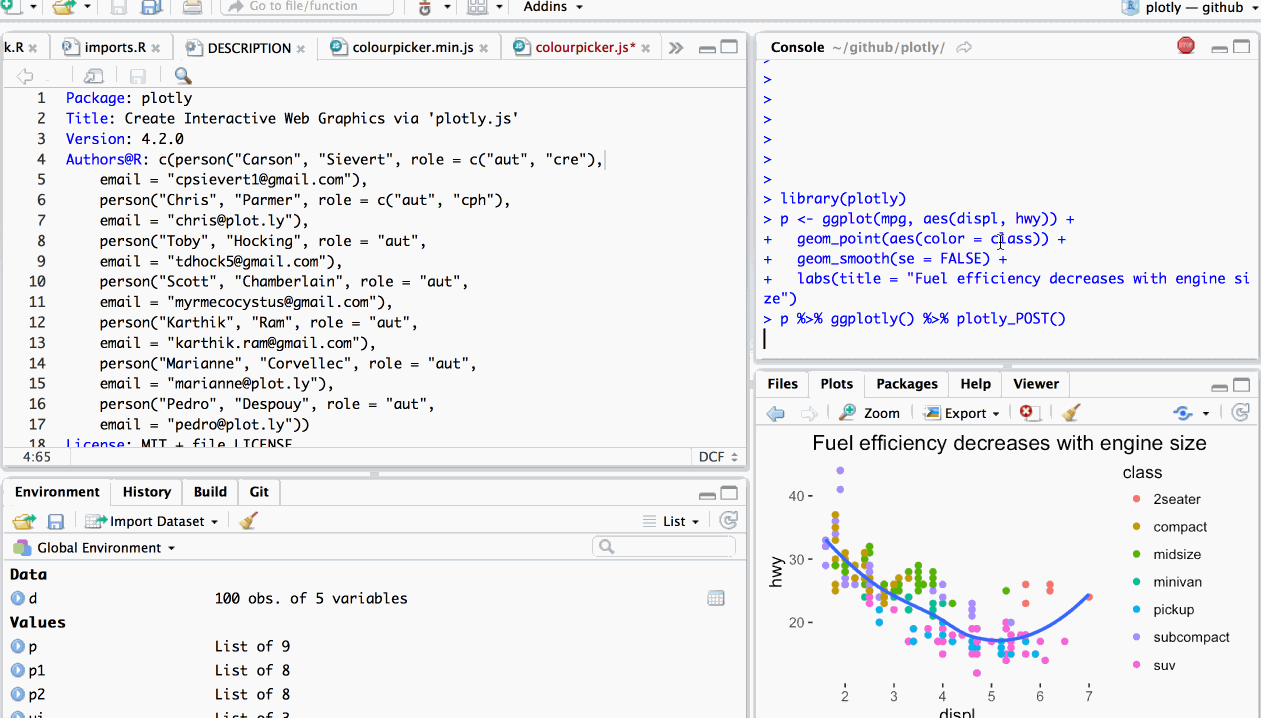 Go to file/function
Addins
plotly — github
k.R
imports.R
DESCRIPTION
colourpicker.min.js
colourpicker.js*
1 Package: plotly
2 Title: Create Interactive Web Graphics via 'plotly.js'
3 Version: 4.2.0
4 Authors@R: c(person("Carson", "Sievert", role = c("aut", "cre"),
5 email = "cpsievert1@gmail.com"),
6 person("Chris", "Parmer", role = c("aut", "cph"),
7 email = "chris@plot.ly"),
8 person("Toby", "Hocking", role = "aut",
9 email = "tdhock5@gmail.com"),
10 person("Scott", "Chamberlain", role = "aut",
11 email = "myrmecocystus@gmail.com"),
12 person("Karthik", "Ram", role = "aut",
13 email = "karthik.ram@gmail.com"),
14 person("Marianne", "Corvellec", role = "aut",
15 email = "marianne@plot.ly"),
16 person("Pedro", "Despouy", role = "aut",
17 email = "pedro@plot.ly"))
18 License: MIT + file LICENSE
4:65
DCF
Environment History Build Git
Import Dataset
List
Global Environment
Data
d 100 obs. of 5 variables
Values
p List of 9
p1 List of 8
p2 List of 8
ui List of 3
Console ~/github/plotly/
STOP
>
>
>
>
>
>
>
> library(plotly)
> p <- ggplot(mpg, aes(displ, hwy)) +
+ geom_point(aes(color = class)) +
+ geom_smooth(se = FALSE) +
+ labs(title = "Fuel efficiency decreases with engine si
ze")
> p %>% ggplotly() %>% plotly_POST()
Files Plots Packages Help Viewer
Zoom
Export
Fuel efficiency decreases with engine size
class
2seater
compact
midsize
minivan
pickup
subcompact
suv
hwy
40
30
20
2 3 4 5 6 7
displ